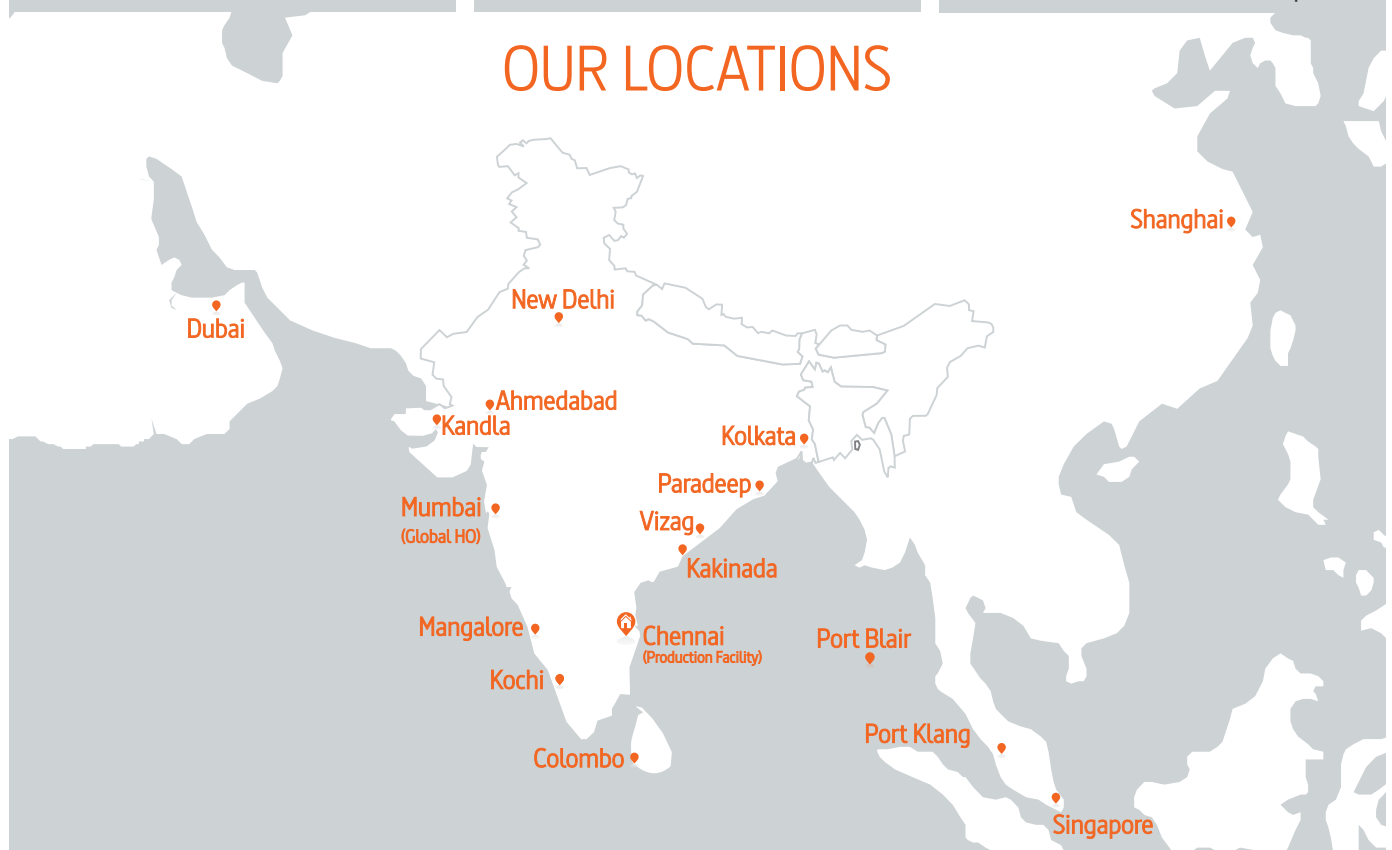 OUR LOCATIONS
Shanghai
New Delhi
Dubai
Ahmedabad
Kandla
Kolkata
Paradeep
Mumbai
(Global HO)
Vizag
Kakinada
Mangalore
Chennai
(Production Facility)
Port Blair
Kochi
Port Klang
Colombo
Singapore